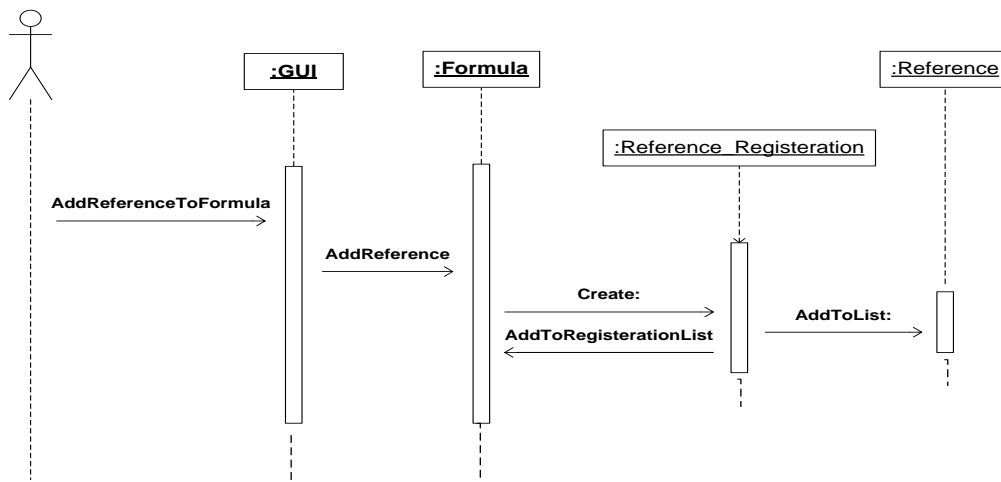 :GUI
:Formula
:Reference
:Reference_Registeration
AddReferenceToFormula
AddReference
Create:
AddToList:
AddToRegisterationList